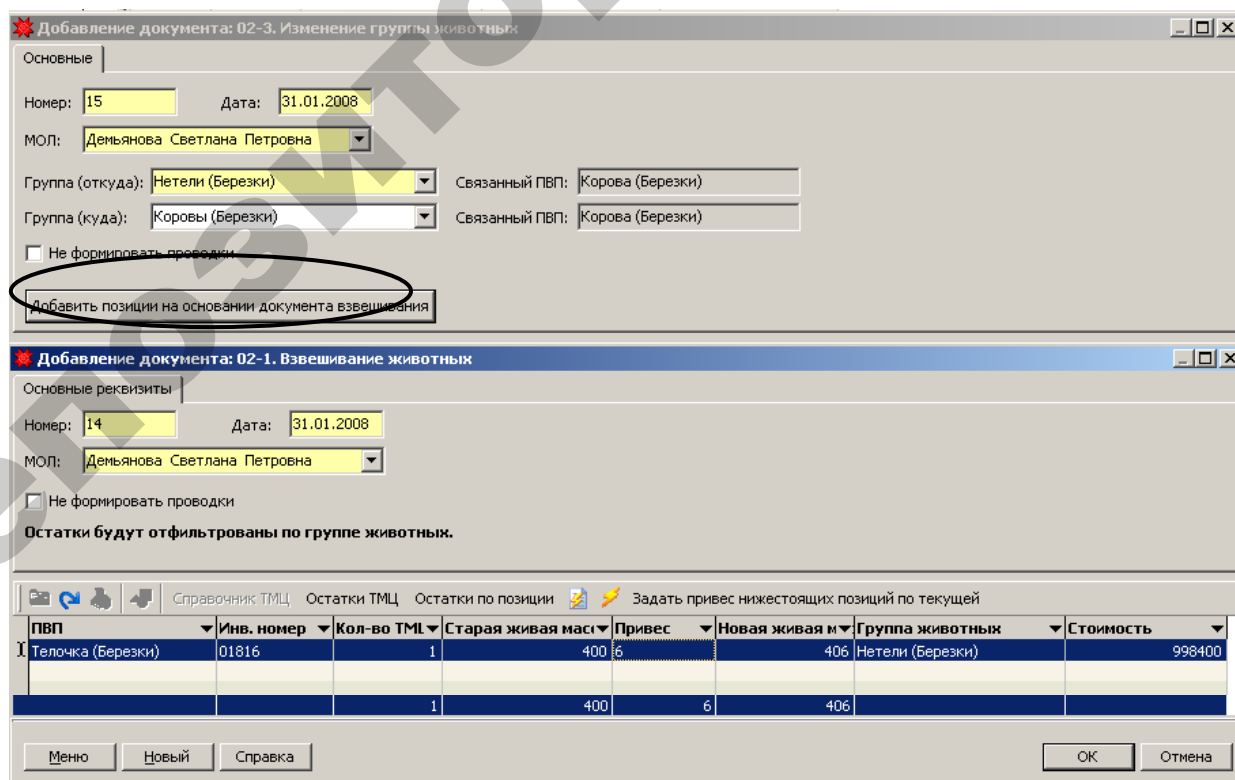 Добавление документа: 02-3. Изменение группы животных
Основные
Номер: 15 Дата: 31.01.2008
МОЛ: Демьянова Светлана Петровна
Группа (откуда): Нетели (Березки) Связанный ПВП: Корова (Березки)
Группа (куда): Коровы (Березки) Связанный ПВП: Корова (Березки)
Не формировать проводки
Добавить позиции на основании документа взвешивания
Добавление документа: 02-1. Взвешивание животных
Основные реквизиты
Номер: 14 Дата: 31.01.2008
МОЛ: Демьянова Светлана Петровна
Не формировать проводки
Остатки будут отфильтрованы по группе животных.
Справочник ТМЦ Остатки ТМЦ Остатки по позиции Задать привес нижестоящих позиций по текущей
ПВП Инв. номер Кол-во ТМЦ Старая живая масс Привес Новая живая м Группа животных Стоимость
Телочка (Березки) 01816 1 400 6 406 Нетели (Березки) 998400
1 400 6 406
Меню Новый Справка ОК Отмена